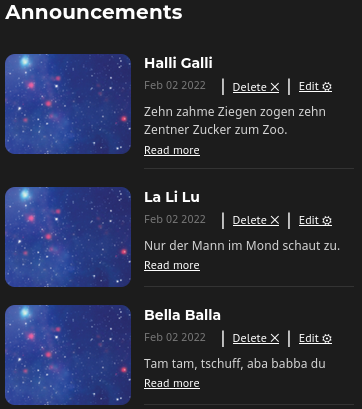 Announcements
Halli Galli
Feb 02 2022 | Delete × | Edit ⚙
Zehn zahme Ziegen zogen zehn
Zentner Zucker zum Zoo.
Read more
La Li Lu
Feb 02 2022 | Delete × | Edit ⚙
Nur der Mann im Mond schaut zu.
Read more
Bella Balla
Feb 02 2022 | Delete × | Edit ⚙
Tam tam, tschuff, aba babba du
Read more